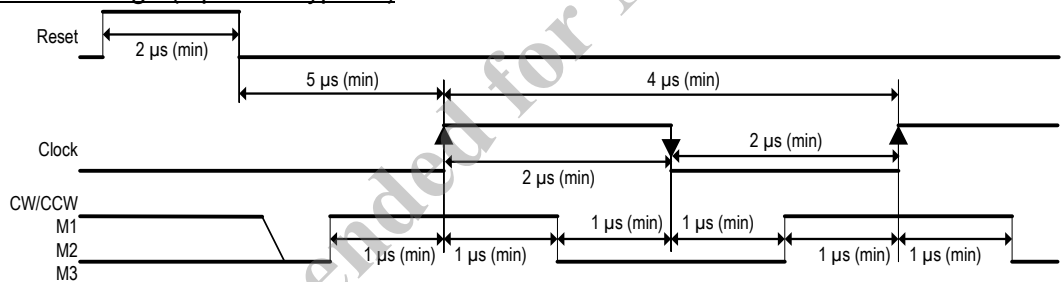 Reset
2 µs (min)
5 µs (min) 4 µs (min)
Clock
2 µs (min)
2 µs (min)
CW/CCW
M1
M2
M3
1 µs (min) 1 µs (min)
1 µs (min) 1 µs (min) 1 µs (min) 1 µs (min)
ended for